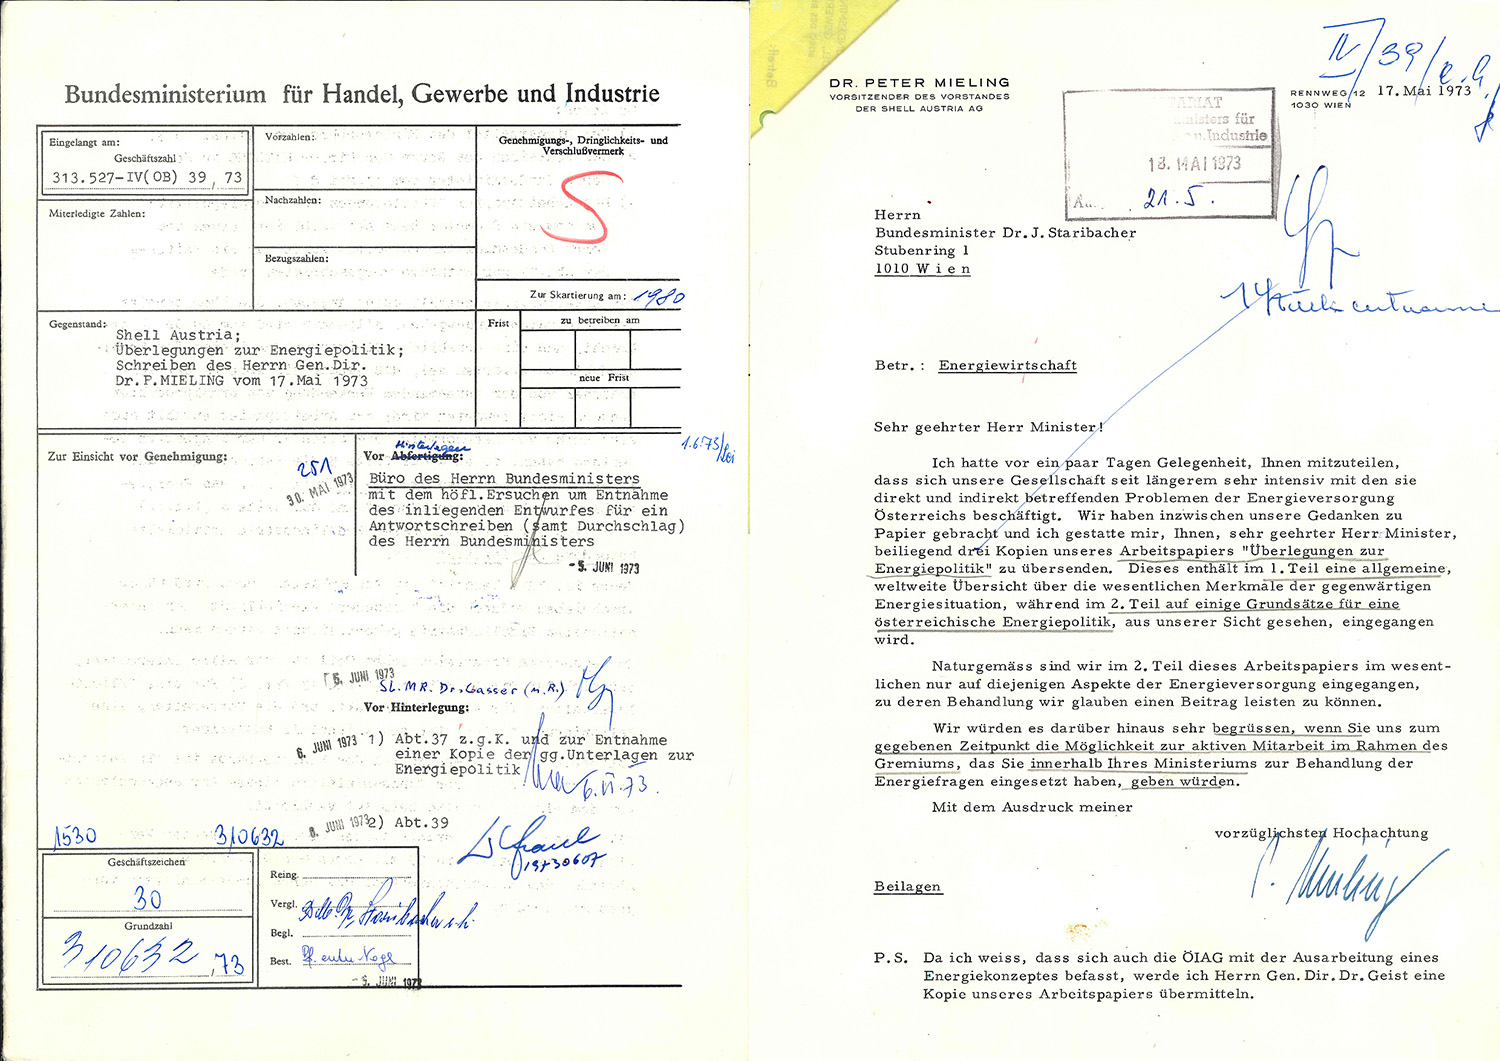 Bundesministerium für Handel, Gewerbe und Industrie
Eingelangt am:
Geschäftszahl
313.527-IV(OB) 39, 73
Miterledigte Zahlen:
Vorzahlen:
Nachzahlen:
Bezugszahlen:
Genehmigungs-, Dringlichkeits- und
Verschlußvermerk
S
Zur Skartierung am: 1980
Gegenstand:
Shell Austria;
Überlegungen zur Energiepolitik;
Schreiben des Herrn Gen.Dir.
Dr.P.MIELING vom 17.Mai 1973
Frist
zu betreiben am
neue Frist
Zur Einsicht vor Genehmigung:
251
30. MAI 1973
Hinterlegen
Vor Abfertigung:
1.6.73/
Büro des Herrn Bundesministers
mit dem höfl.Ersuchen um Entnahme
des inliegenden Entwurfes für ein
Antwortschreiben (samt Durchschlag)
des Herrn Bundesministers
-5. JUNI 1973
5. JUNI 1973
SL. MR. Dr. Gasser (m.R.)
Vor Hinterlegung:
6. JUNI 1973
1) Abt.37 z.g.K. und zur Entnahme
einer Kopie der gg.Unterlagen zur
Energiepolitik
6.VI.73.
8. JUNI 1973
2) Abt.39
19730607
1530
310632
Geschäftszeichen
30
Grundzahl
310632, 73
Reing.
Vergl.
Begl.
Best.
-5. JUNI 1973
DR. PETER MIELING
VORSITZENDER DES VORSTANDES
DER SHELL AUSTRIA AG
IV/39/
RENNWEG 12
1030 WIEN
17. Mai 1973
ministers für
u. Industrie
18. MAI 1973
21. 5.
Herrn
Bundesminister Dr. J. Staribacher
Stubenring 1
1010 Wien
Betr. : Energiewirtschaft
Sehr geehrter Herr Minister!
Ich hatte vor ein paar Tagen Gelegenheit, Ihnen mitzuteilen,
dass sich unsere Gesellschaft seit längerem sehr intensiv mit den sie
direkt und indirekt betreffenden Problemen der Energieversorgung
Österreichs beschäftigt. Wir haben inzwischen unsere Gedanken zu
Papier gebracht und ich gestatte mir, Ihnen, sehr geehrter Herr Minister,
beiliegend drei Kopien unseres Arbeitspapiers "Überlegungen zur
Energiepolitik" zu übersenden. Dieses enthält im 1. Teil eine allgemeine,
weltweite Übersicht über die wesentlichen Merkmale der gegenwärtigen
Energiesituation, während im 2. Teil auf einige Grundsätze für eine
österreichische Energiepolitik, aus unserer Sicht gesehen, eingegangen
wird.
Naturgemäss sind wir im 2. Teil dieses Arbeitspapiers im wesent-
lichen nur auf diejenigen Aspekte der Energieversorgung eingegangen,
zu deren Behandlung wir glauben einen Beitrag leisten zu können.
Wir würden es darüber hinaus sehr begrüssen, wenn Sie uns zum
gegebenen Zeitpunkt die Möglichkeit zur aktiven Mitarbeit im Rahmen des
Gremiums, das Sie innerhalb Ihres Ministeriums zur Behandlung der
Energiefragen eingesetzt haben, geben würden.
Mit dem Ausdruck meiner
vorzüglichsten Hochachtung
P. Mieling
Beilagen
P.S. Da ich weiss, dass sich auch die ÖIAG mit der Ausarbeitung eines
Energiekonzeptes befasst, werde ich Herrn Gen. Dir. Dr. Geist eine
Kopie unseres Arbeitspapiers übermitteln.